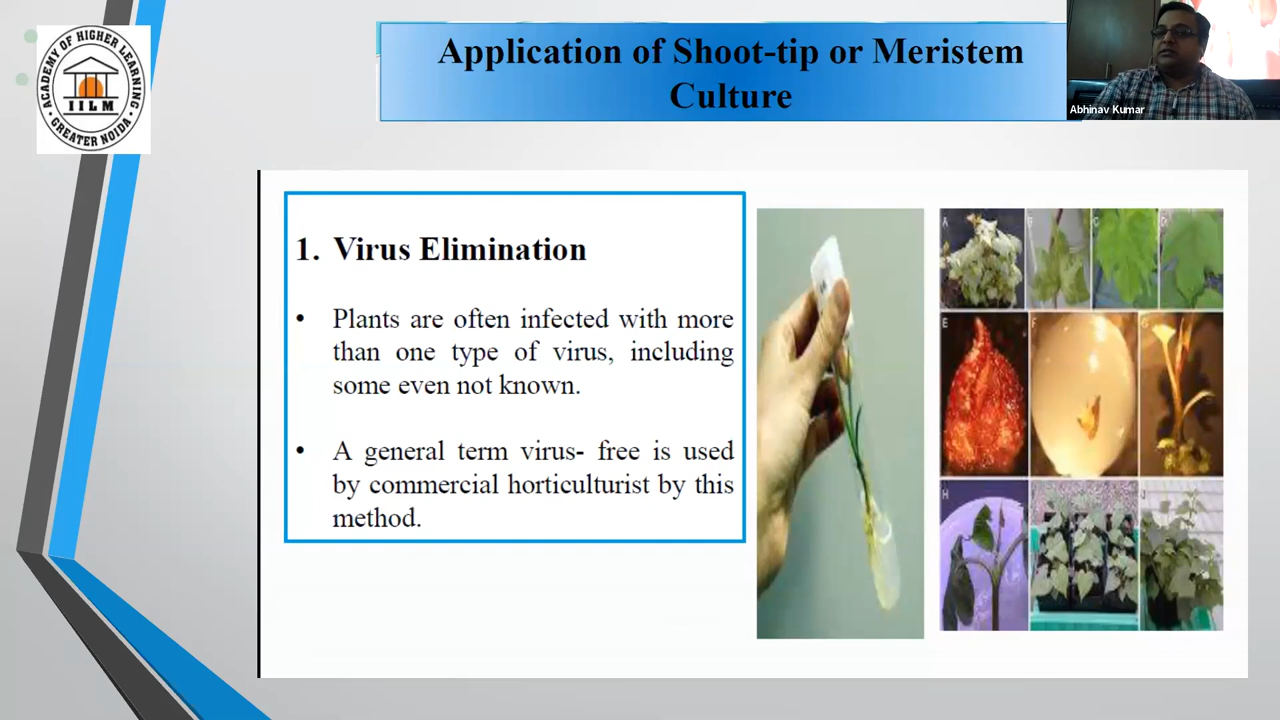 ACADEMY OF HIGHER LEARNING
IILM
GREATER NOIDA
Application of Shoot-tip or Meristem
Culture
Abhinav Kumar
1. Virus Elimination
• Plants are often infected with more
than one type of virus, including
some even not known.
• A general term virus- free is used
by commercial horticulturist by this
method.
A
B
C
D
E
F
G
H
J